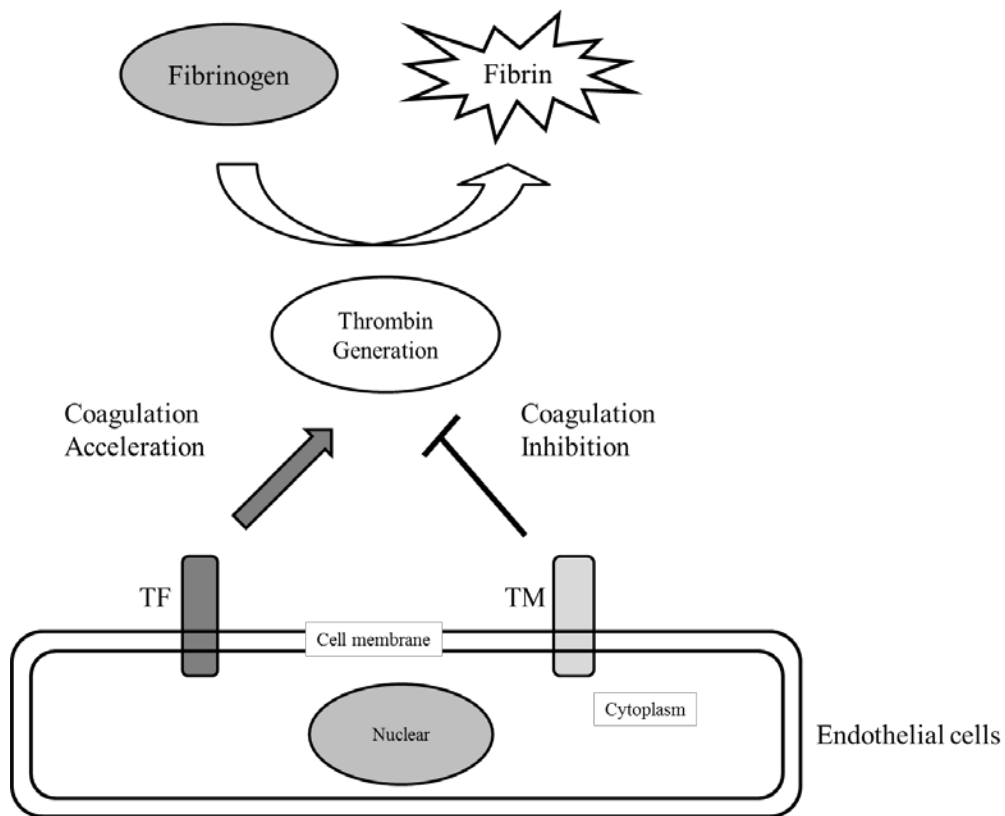 Fibrinogen
Fibrin
Thrombin
Generation
Coagulation
Acceleration
Coagulation
Inhibition
TF
TM
Cell membrane
Cytoplasm
Nuclear
Endothelial cells